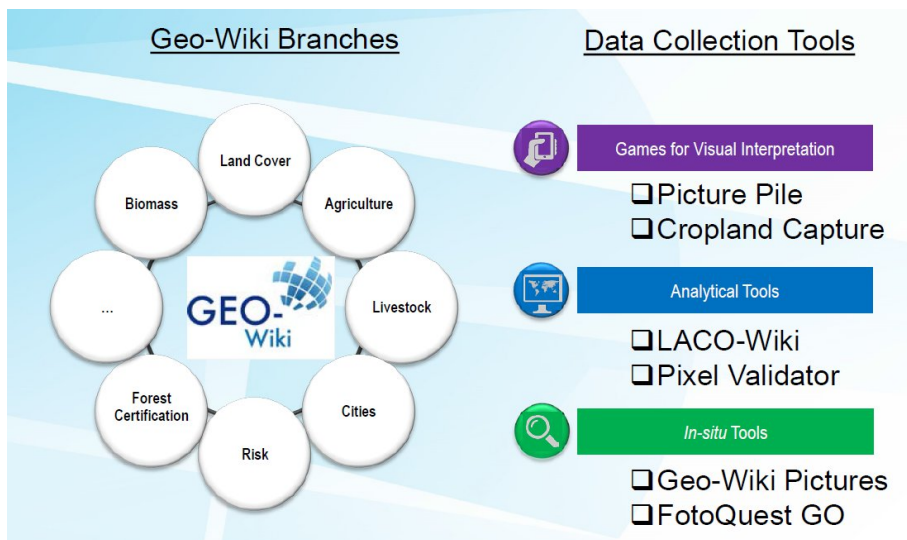 Geo-Wiki Branches
Land Cover
Biomass
Agriculture
...
GEO-
Wiki
Livestock
Forest
Certification
Cities
Risk
Data Collection Tools
Games for Visual Interpretation
❑Picture Pile
❑Cropland Capture
Analytical Tools
❑LACO-Wiki
❑Pixel Validator
In-situ Tools
❑Geo-Wiki Pictures
❑FotoQuest GO